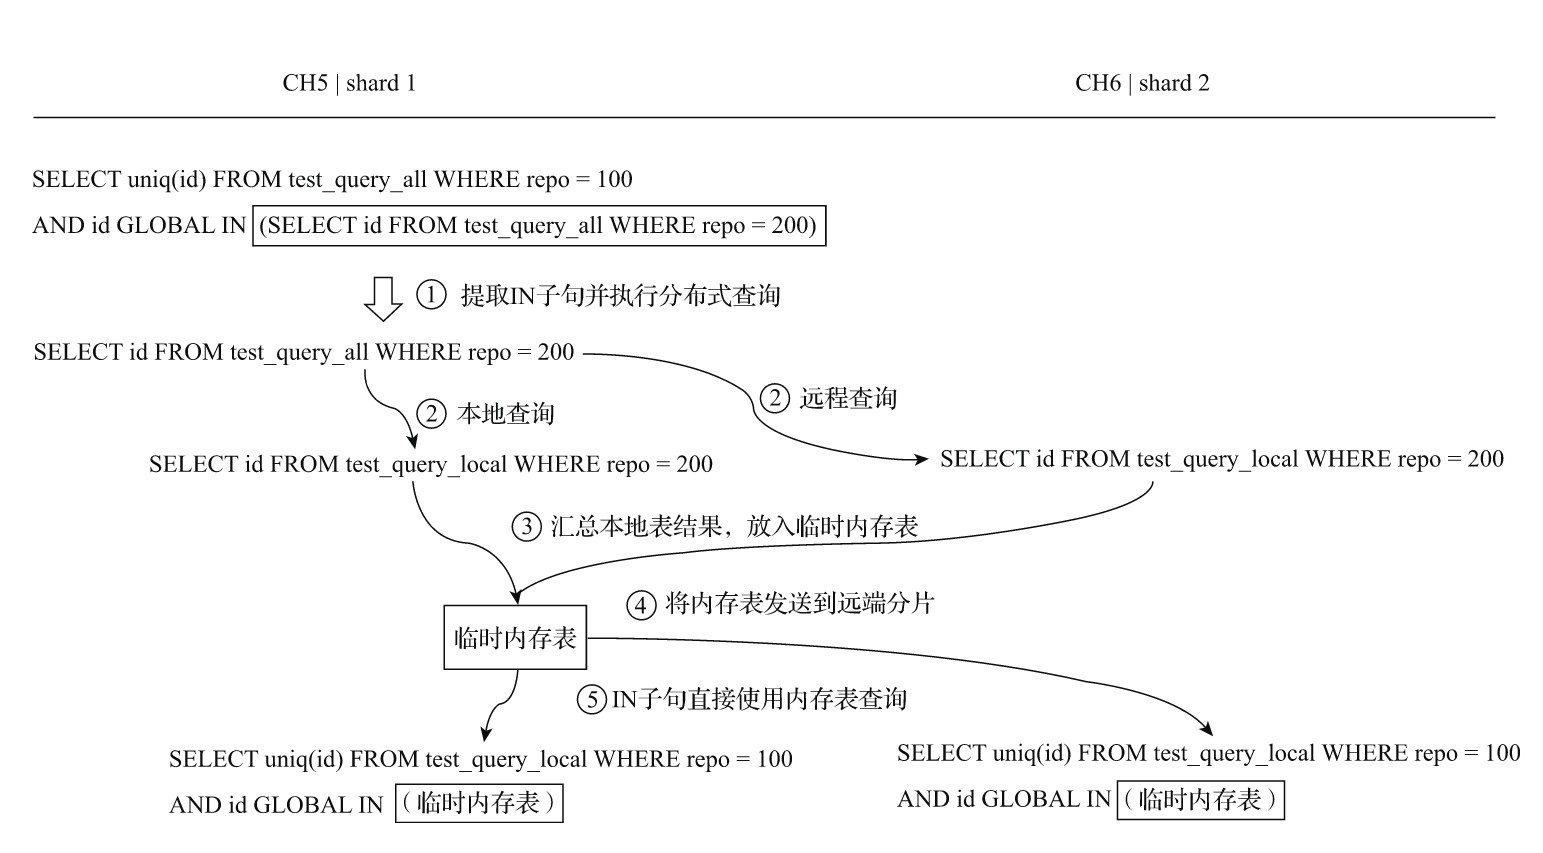 CH5 | shard 1
CH6 | shard 2
SELECT uniq(id) FROM test_query_all WHERE repo = 100
AND id GLOBAL IN (SELECT id FROM test_query_all WHERE repo = 200)
① 提取IN子句并执行分布式查询
SELECT id FROM test_query_all WHERE repo = 200
② 本地查询
② 远程查询
SELECT id FROM test_query_local WHERE repo = 200
SELECT id FROM test_query_local WHERE repo = 200
③ 汇总本地表结果，放入临时内存表
④ 将内存表发送到远端分片
临时内存表
⑤ IN子句直接使用内存表查询
SELECT uniq(id) FROM test_query_local WHERE repo = 100
AND id GLOBAL IN （临时内存表）
SELECT uniq(id) FROM test_query_local WHERE repo = 100
AND id GLOBAL IN （临时内存表）